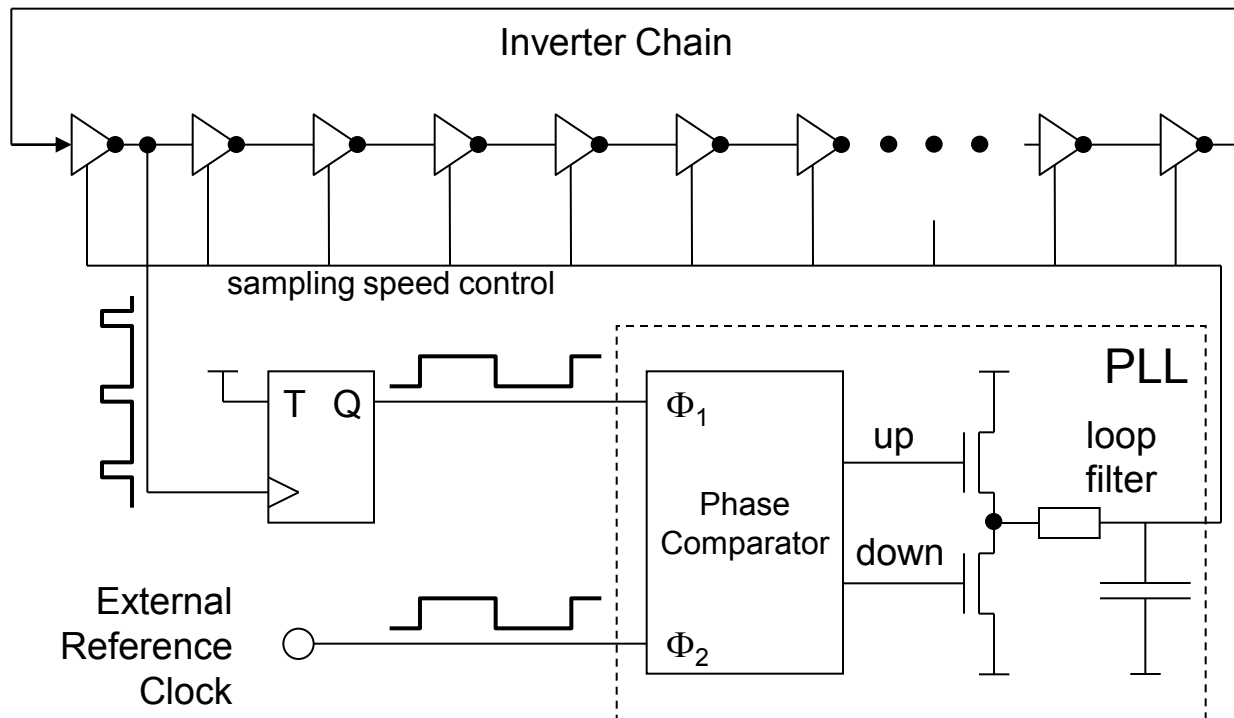 Inverter Chain
sampling speed control
PLL
T Q
Φ1
up
loop
filter
Phase
Comparator
down
External
Reference
Clock
Φ2